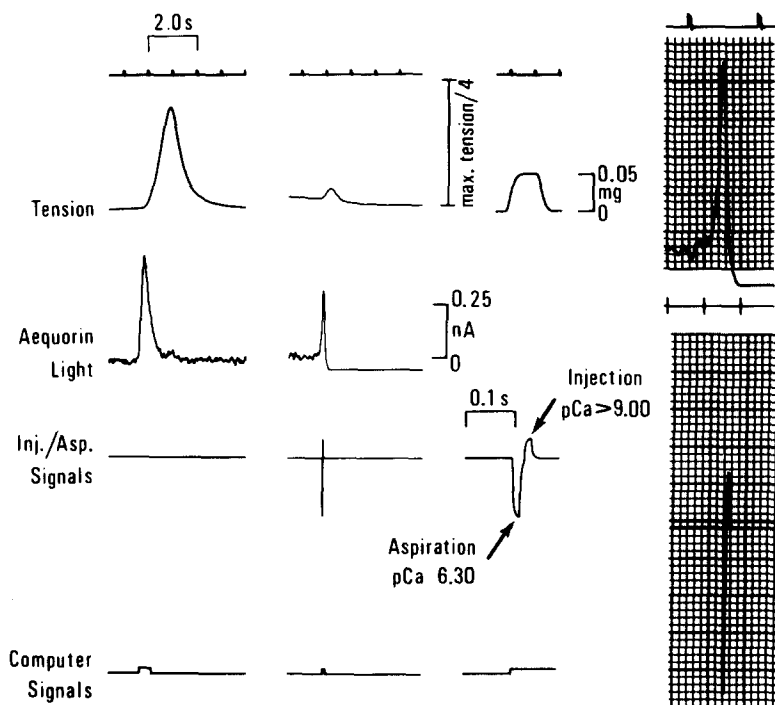 2.0 s
max. tension/4
Tension
0.05
mg
0
Aequorin
Light
0.25
nA
0
Injection
pCa>9.00
0.1 s
Inj./Asp.
Signals
Aspiration
pCa 6.30
Computer
Signals